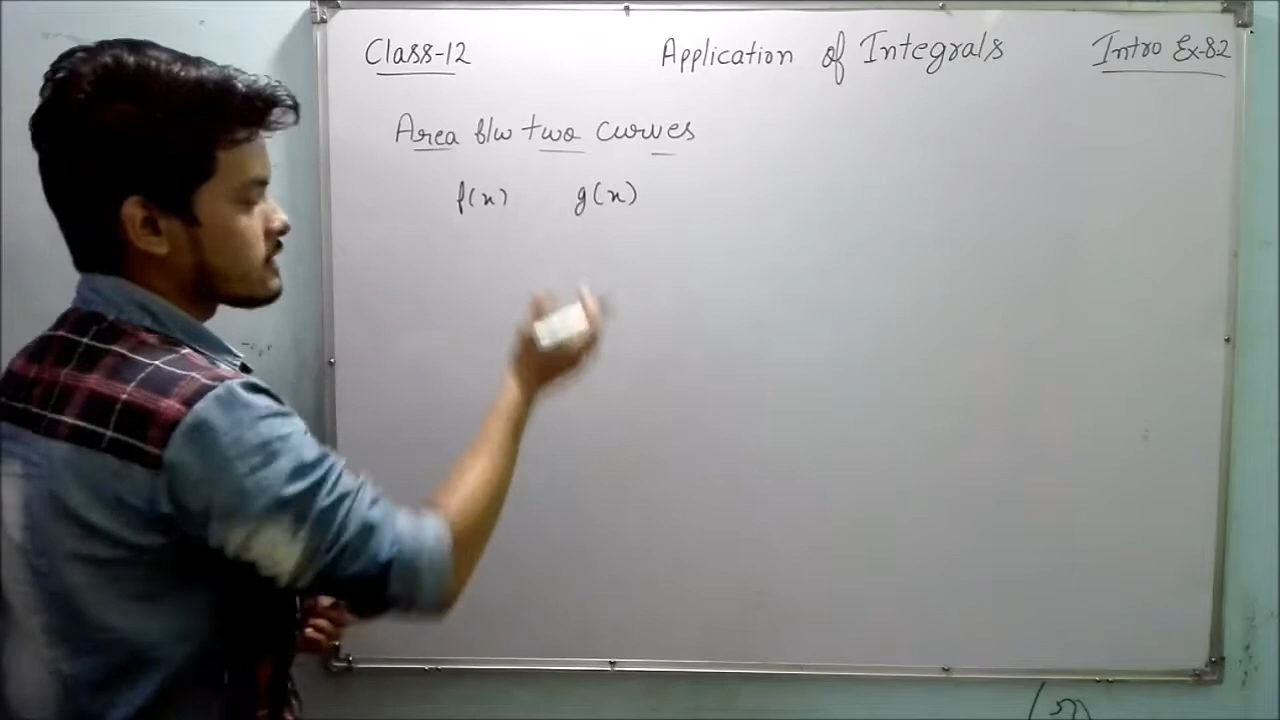 Class-12 Application of Integrals Intro Ex-8.2
Area b/w two curves
f(x) g(x)